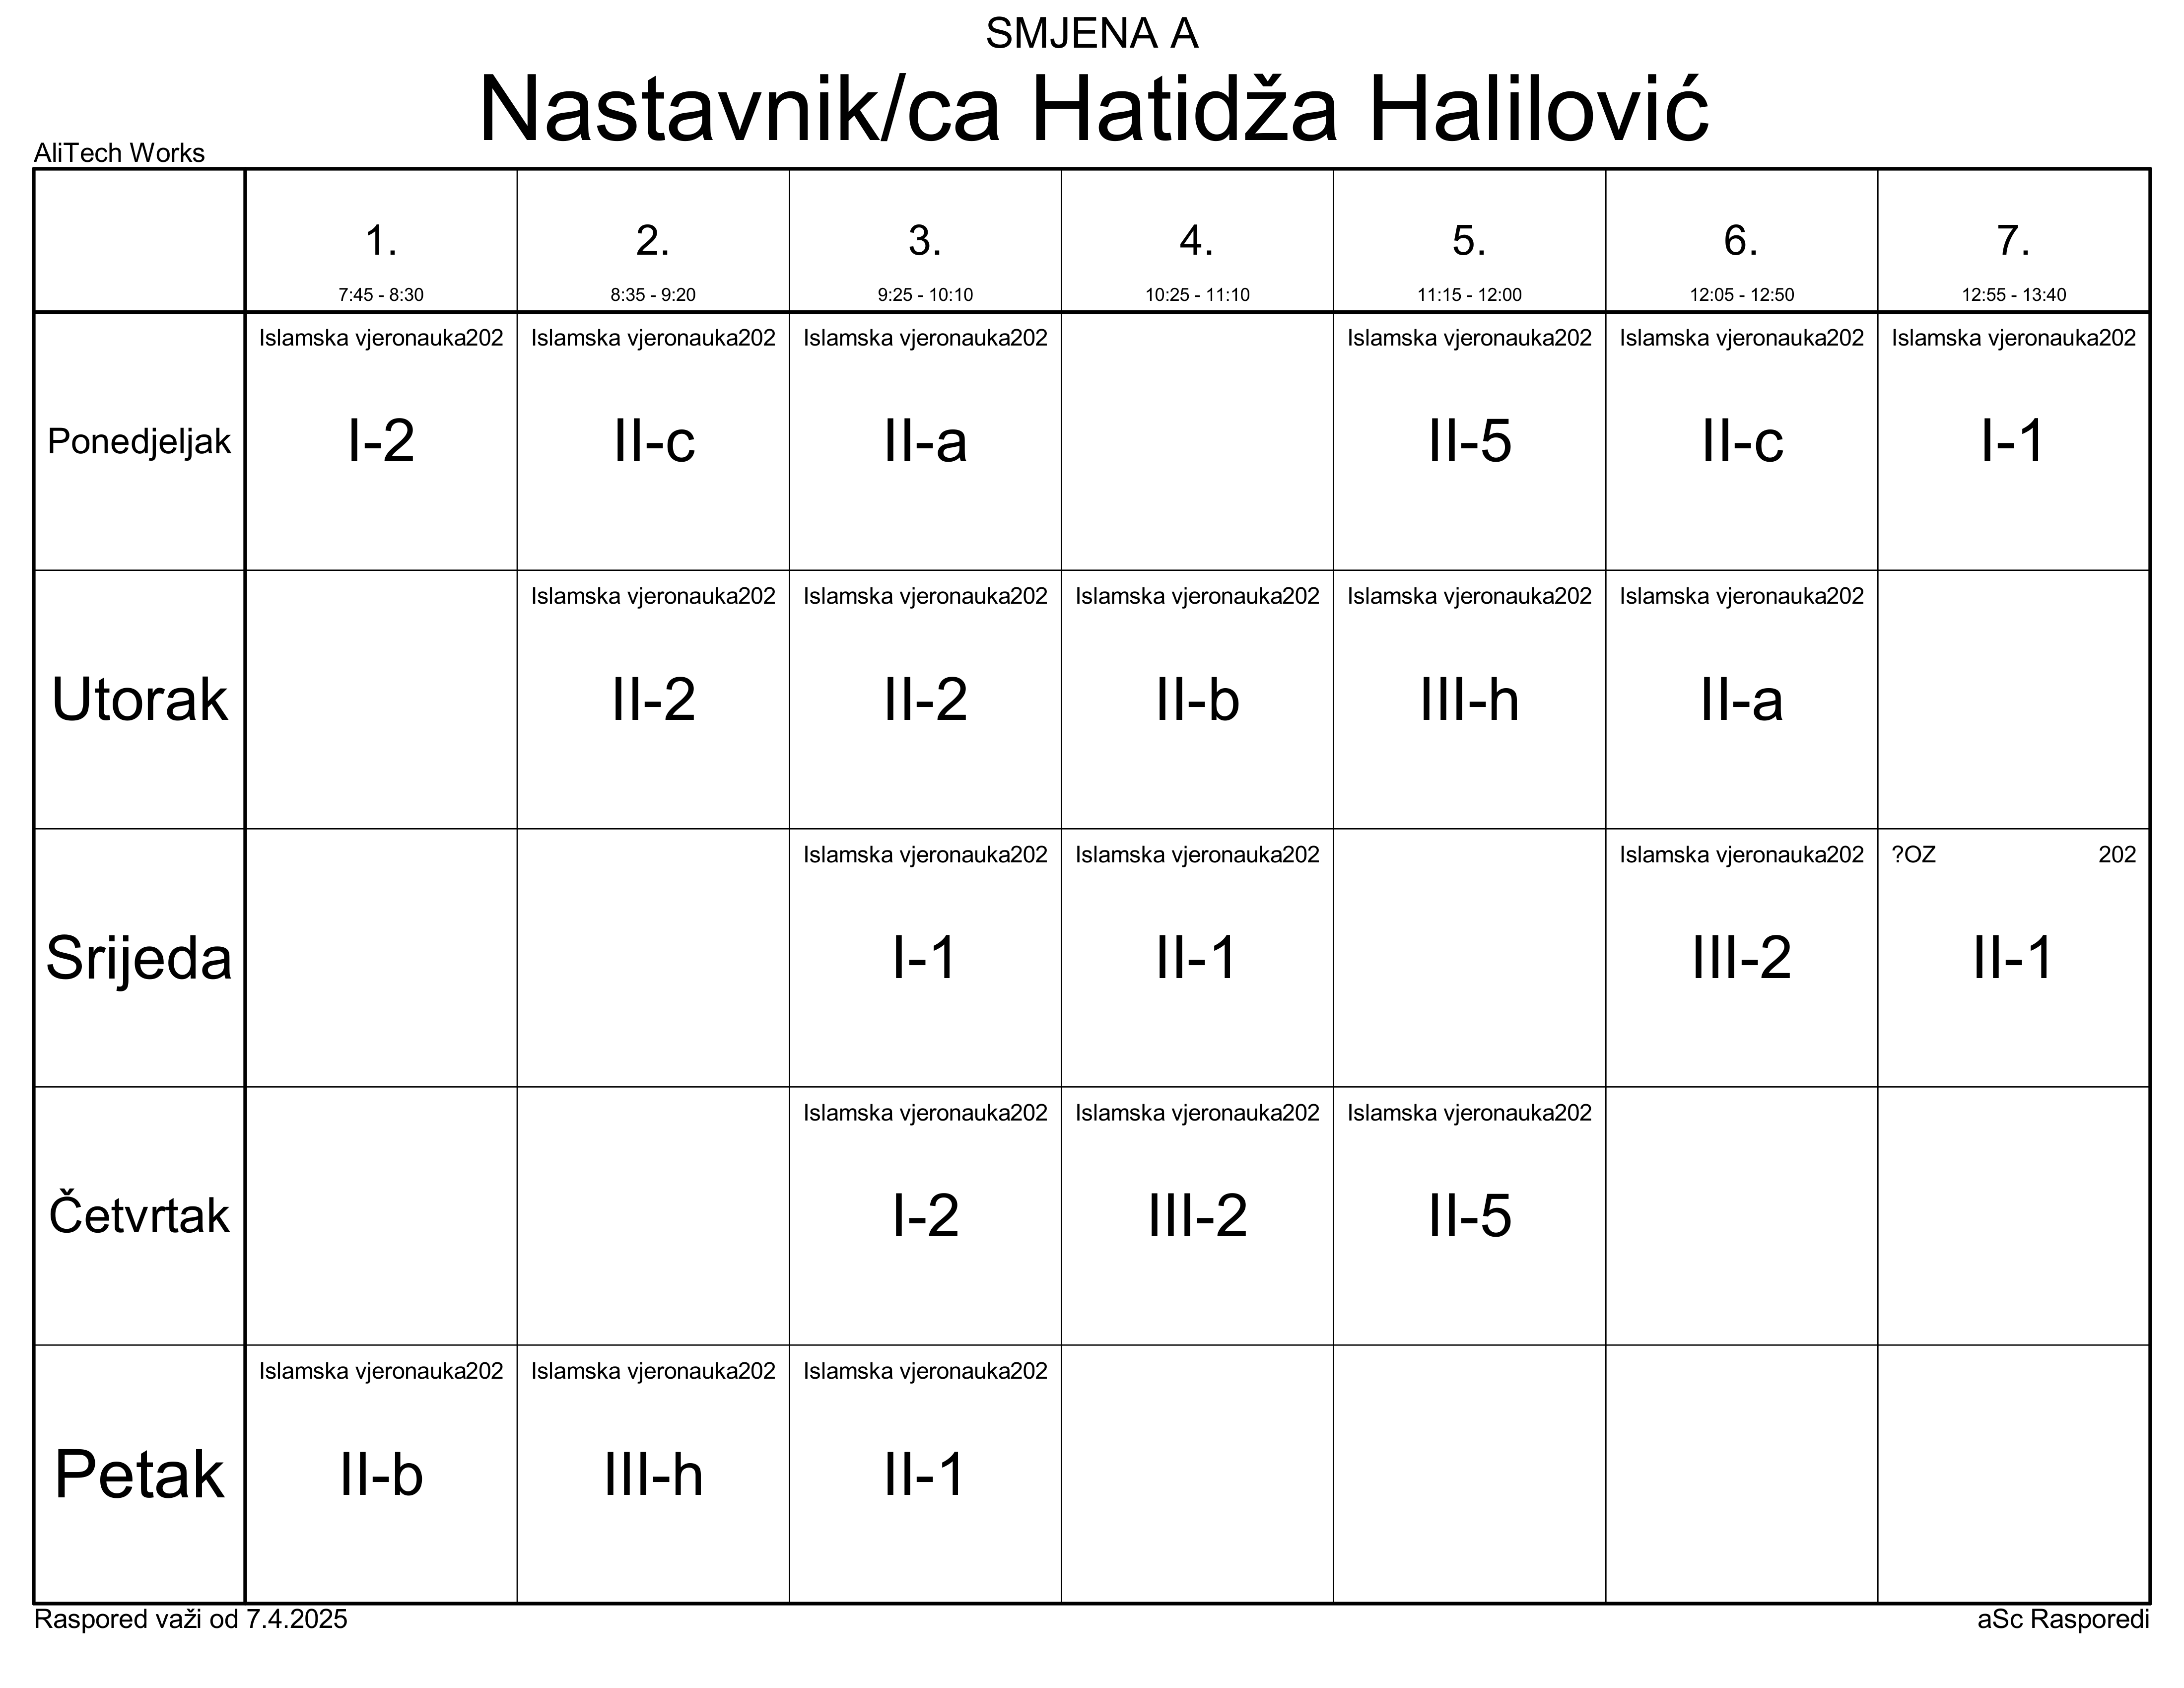 SMJENA A
Nastavnik/ca Hatidža Halilović
AliTech Works
1. 2. 3. 4. 5. 6. 7.
7:45 - 8:30 8:35 - 9:20 9:25 - 10:10 10:25 - 11:10 11:15 - 12:00 12:05 - 12:50 12:55 - 13:40
Islamska vjeronauka202 Islamska vjeronauka202 Islamska vjeronauka202 Islamska vjeronauka202 Islamska vjeronauka202 Islamska vjeronauka202
Ponedjeljak I-2 II-c II-a II-5 II-c I-1
Islamska vjeronauka202 Islamska vjeronauka202 Islamska vjeronauka202 Islamska vjeronauka202 Islamska vjeronauka202
Utorak II-2 II-2 II-b III-h II-a
Islamska vjeronauka202 Islamska vjeronauka202 Islamska vjeronauka202 ?OZ 202
Srijeda I-1 II-1 III-2 II-1
Islamska vjeronauka202 Islamska vjeronauka202 Islamska vjeronauka202
Četvrtak I-2 III-2 II-5
Islamska vjeronauka202 Islamska vjeronauka202 Islamska vjeronauka202
Petak II-b III-h II-1
Raspored važi od 7.4.2025 aSc Rasporedi